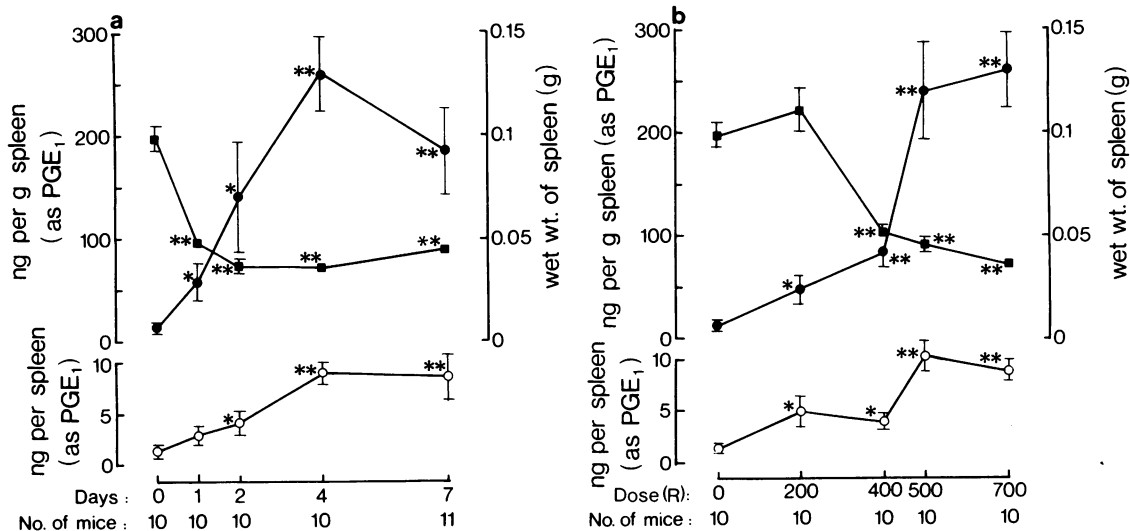 a
300
200
100
0
ng per g spleen
(as PGE₁)
0.15
0.1
0.05
0
wet wt. of spleen (g)
** * ** * ** ** ** **
10
5
0
ng per spleen
(as PGE₁)
* ** **
Days : 0 1 2 4 7
No. of mice : 10 10 10 10 11
b
300
200
100
0
ng per g spleen (as PGE₁)
0.15
0.1
0.05
0
wet wt. of spleen (g)
* ** ** ** ** ** **
10
5
0
ng per spleen
(as PGE₁)
* * ** **
Dose (R): 0 200 400 500 700
No. of mice : 10 10 10 10 10